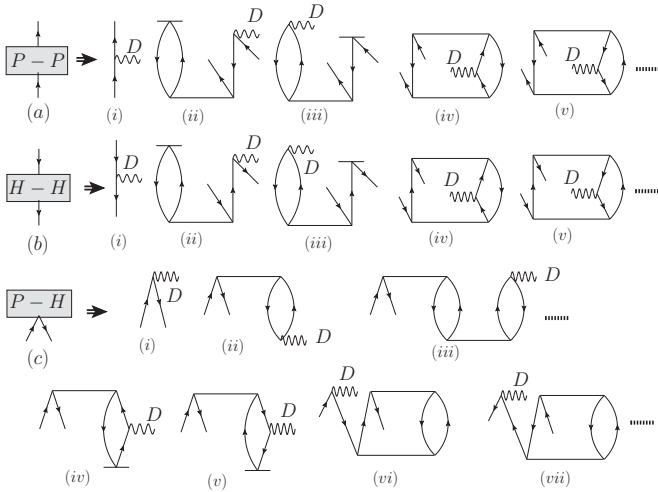 P − P D D D D D
(a) (i) (ii) (iii) (iv) (v)
H − H D D D D D
(b) (i) (ii) (iii) (iv) (v)
P − H D D D
(c) (i) (ii) (iii)
D D D D
(iv) (v) (vi) (vii)